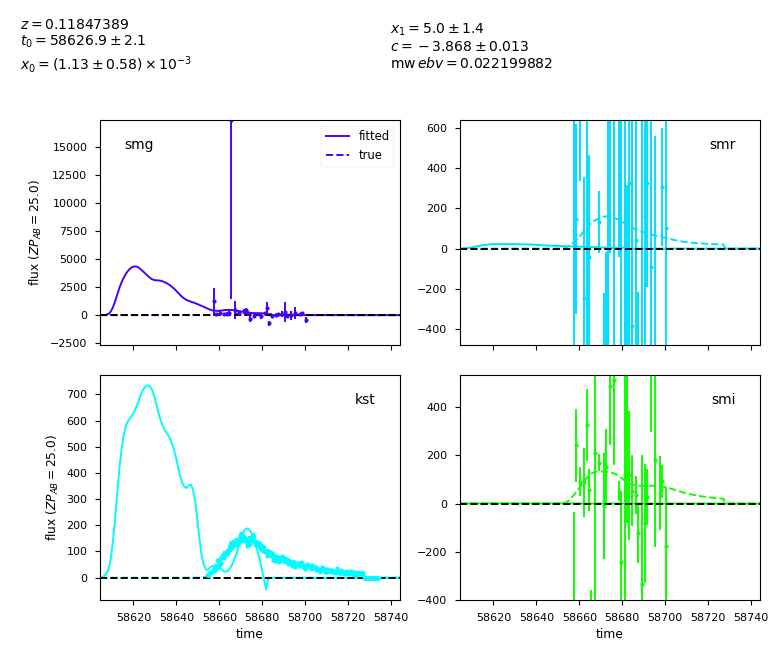 z = 0.11847389
t₀ = 58626.9 ± 2.1
x₀ = (1.13 ± 0.58) × 10⁻³
x₁ = 5.0 ± 1.4
c = −3.868 ± 0.013
mw ebv = 0.022199882
smg
fitted
true
15000
12500
10000
7500
5000
2500
0
−2500
flux (ZP_AB = 25.0)
smr
600
400
200
0
−200
−400
kst
700
600
500
400
300
200
100
0
flux (ZP_AB = 25.0)
58620 58640 58660 58680 58700 58720 58740
time
smi
400
200
0
−200
−400
58620 58640 58660 58680 58700 58720 58740
time